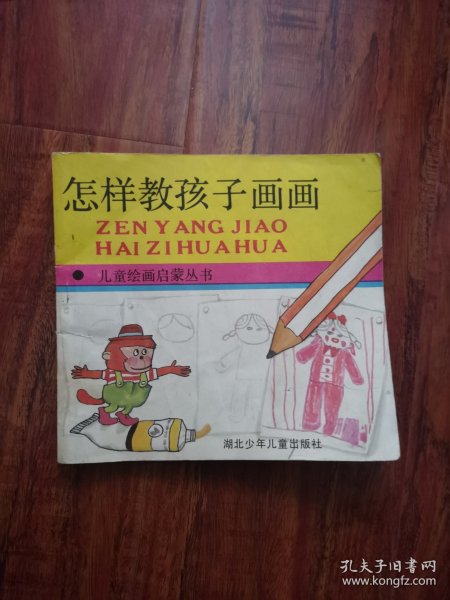 怎样教孩子画画
ZEN YANG JIAO
HAI ZI HUA HUA
● 儿童绘画启蒙丛书
湖北少年儿童出版社
孔夫子旧书网
www.kongfz.com